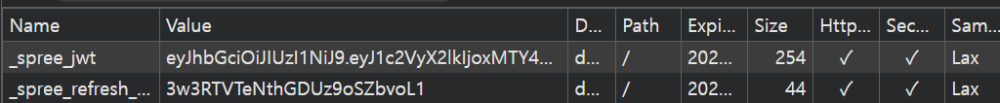 Name Value D... Path Expi... Size Http... Sec... Sam...
_spree_jwt eyJhbGciOiJIUzI1NiJ9.eyJ1c2VyX2lkIjoxMTY4... d... / 202... 254 ✓ ✓ Lax
_spree_refresh_... 3w3RTVTeNthGDUz9oSZbvoL1 d... / 202... 44 ✓ ✓ Lax